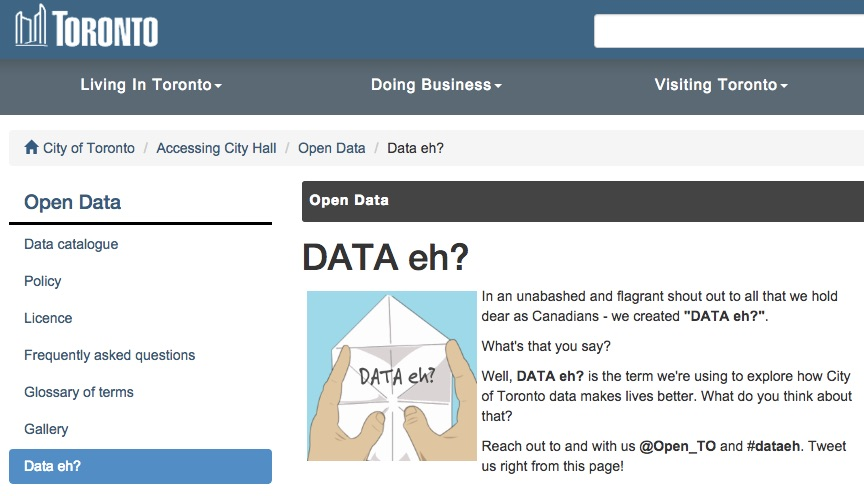 TORONTO
Living In Toronto
Doing Business
Visiting Toronto
City of Toronto / Accessing City Hall / Open Data / Data eh?
Open Data
Data catalogue
Policy
Licence
Frequently asked questions
Glossary of terms
Gallery
Data eh?
Open Data
DATA eh?
DATA eh?
In an unabashed and flagrant shout out to all that we hold
dear as Canadians - we created "DATA eh?".
What's that you say?
Well, DATA eh? is the term we're using to explore how City
of Toronto data makes lives better. What do you think about
that?
Reach out to and with us @Open_TO and #dataeh. Tweet
us right from this page!